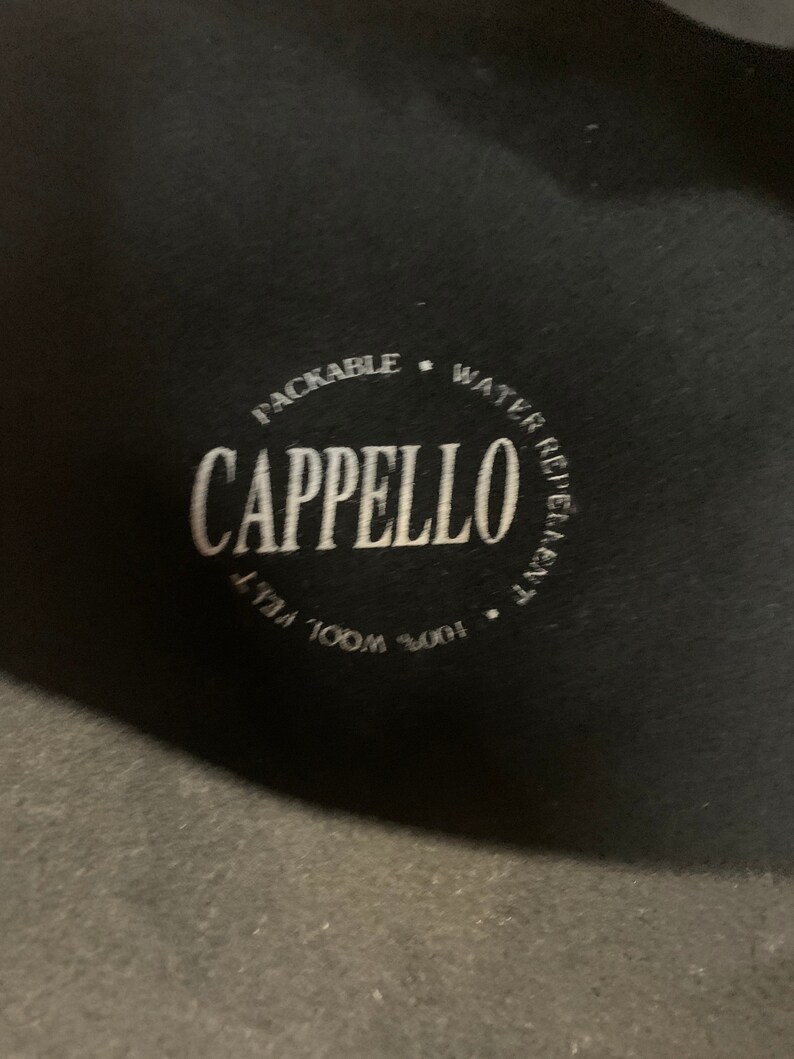 PACKABLE • WATER REPELLENT • 100% WOOL FELT
CAPPELLO